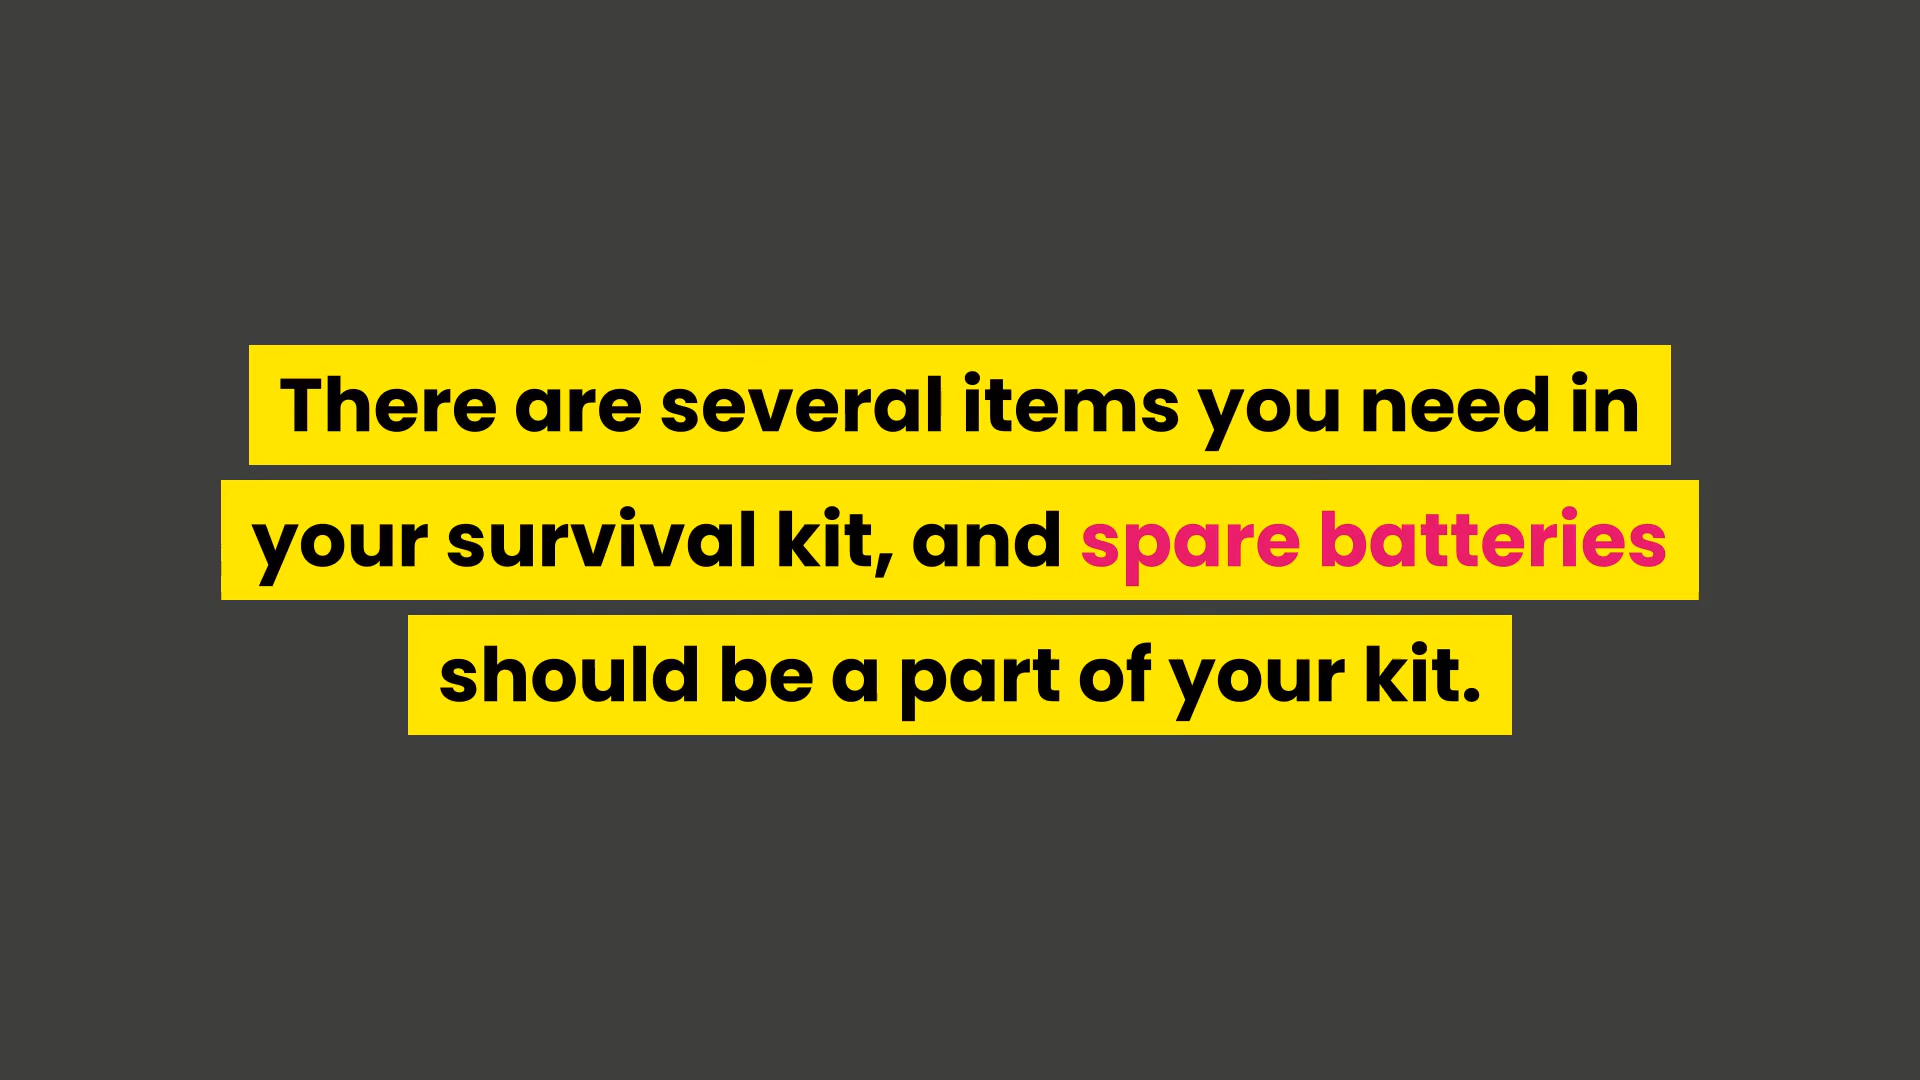 There are several items you need in
your survival kit, and spare batteries
should be a part of your kit.